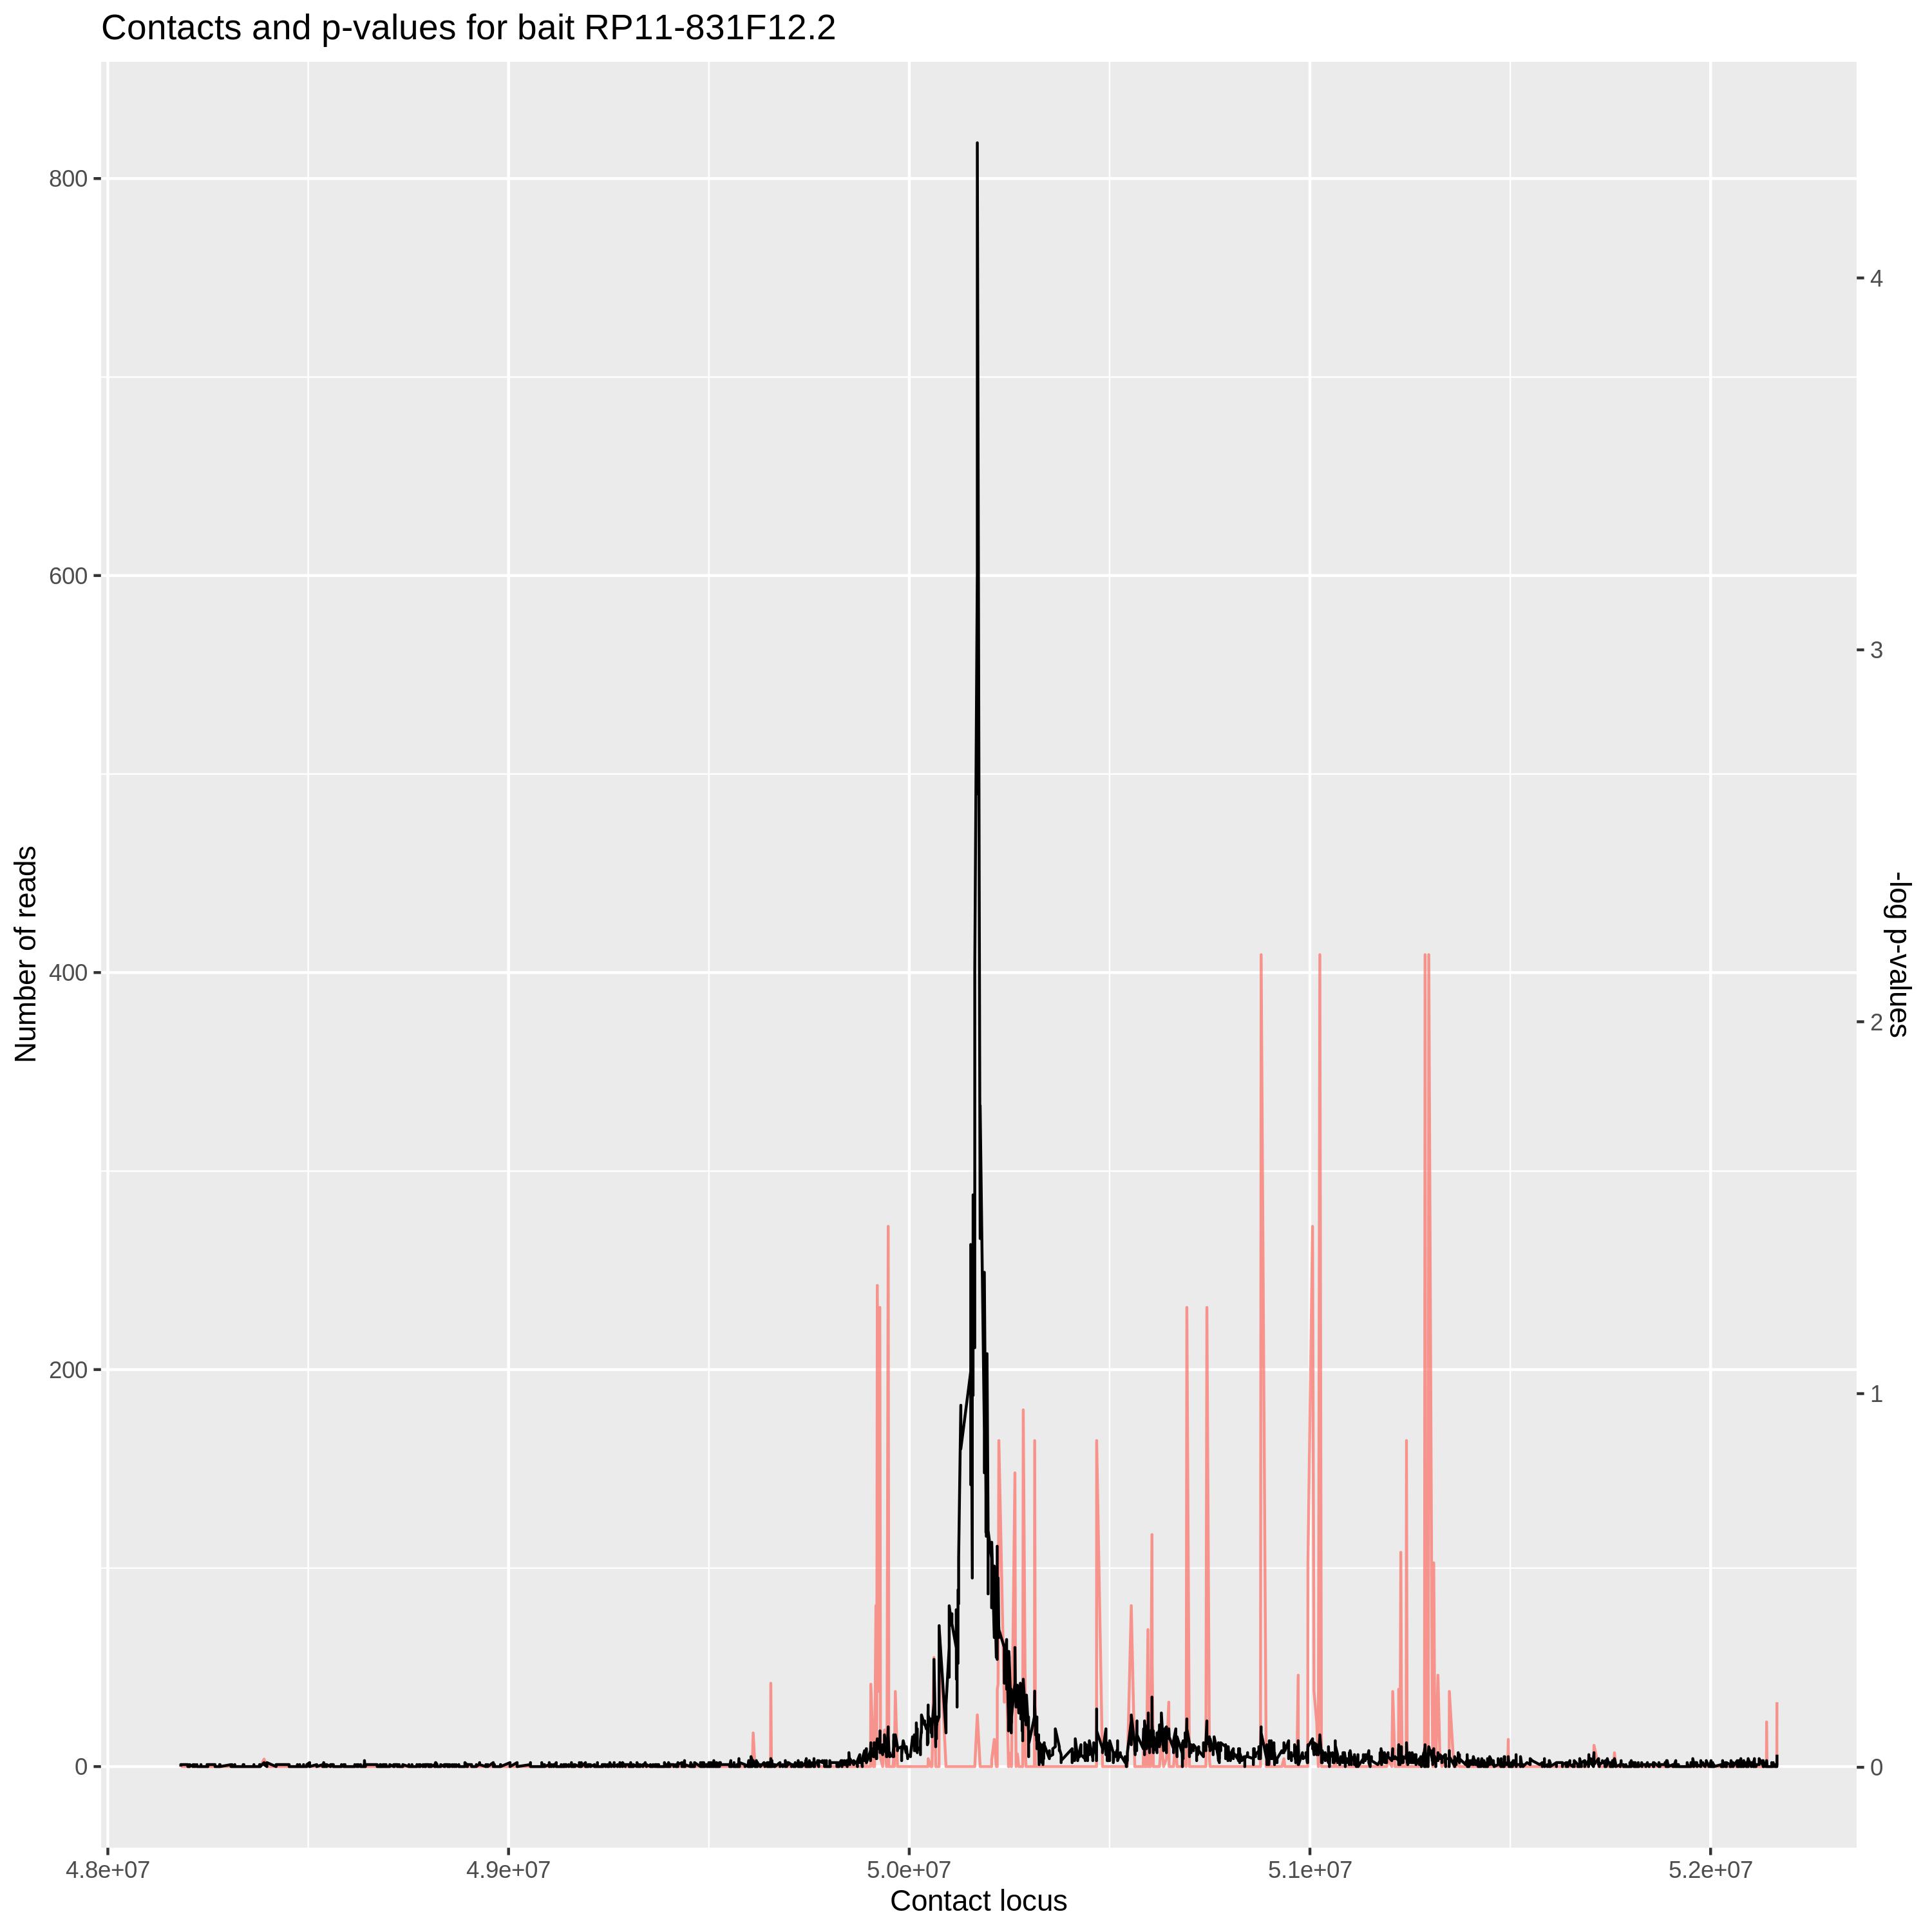 Contacts and p-values for bait RP11-831F12.2
Number of reads
800
600
400
200
0
4
3
2
1
0
-log p-values
4.8e+07
4.9e+07
5.0e+07
5.1e+07
5.2e+07
Contact locus